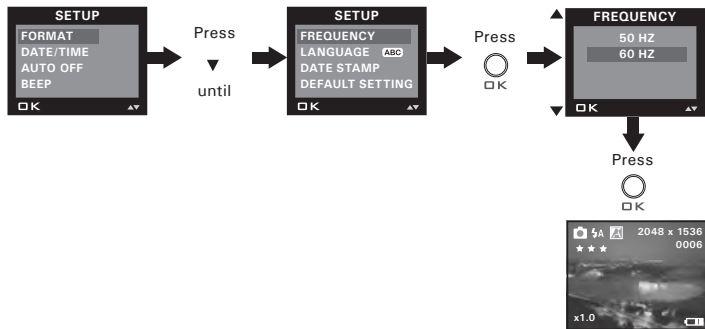 SETUP
FORMAT
DATE/TIME
AUTO OFF
BEEP
OK
Press
until
SETUP
FREQUENCY
LANGUAGE ABC
DATE STAMP
DEFAULT SETTING
OK
Press
OK
FREQUENCY
50 HZ
60 HZ
OK
Press
OK
A 2048 x 1536
0006
x1.0